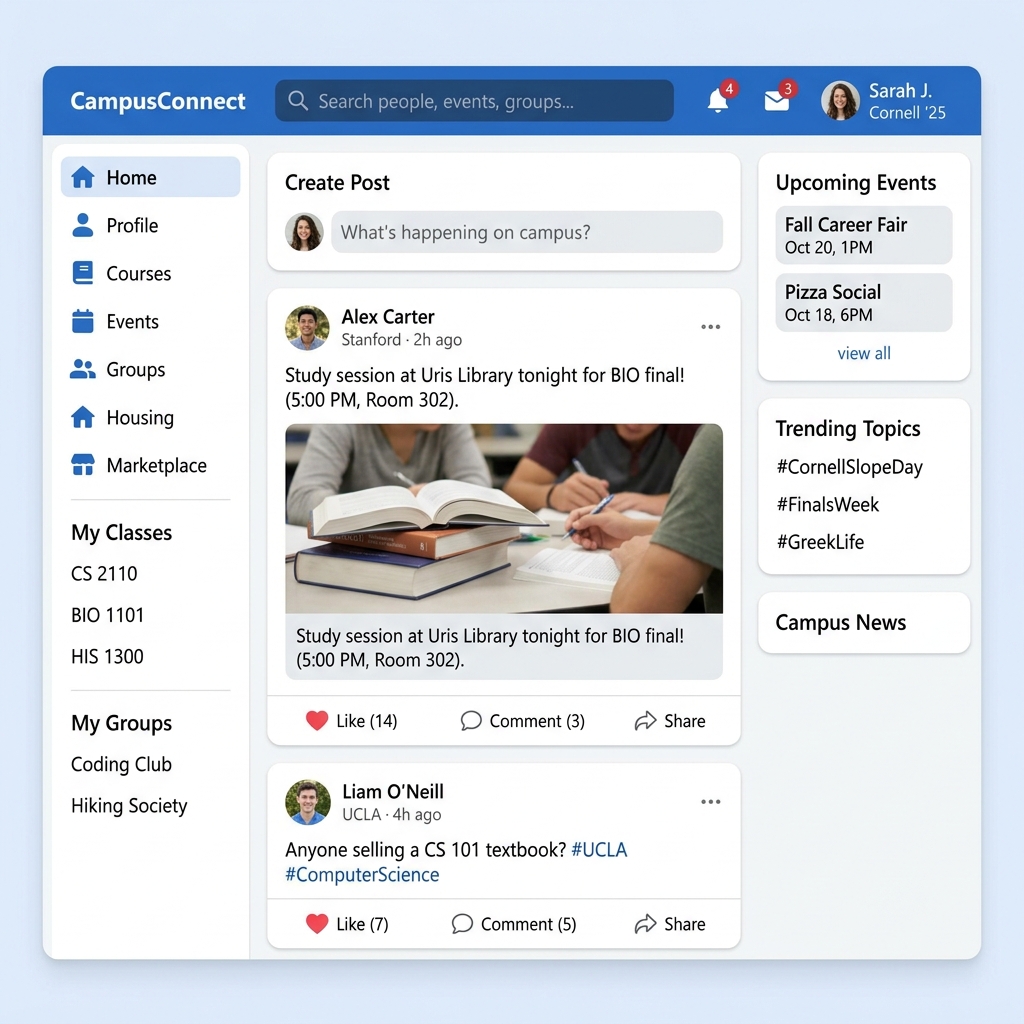 CampusConnect
Search people, events, groups...
4
3
Sarah J.
Cornell '25
Home
Profile
Courses
Events
Groups
Housing
Marketplace
My Classes
CS 2110
BIO 1101
HIS 1300
My Groups
Coding Club
Hiking Society
Create Post
What's happening on campus?
Alex Carter
Stanford · 2h ago
Study session at Uris Library tonight for BIO final!
(5:00 PM, Room 302).
Study session at Uris Library tonight for BIO final!
(5:00 PM, Room 302).
Like (14)
Comment (3)
Share
Liam O'Neill
UCLA · 4h ago
Anyone selling a CS 101 textbook? #UCLA
#ComputerScience
Like (7)
Comment (5)
Share
Upcoming Events
Fall Career Fair
Oct 20, 1PM
Pizza Social
Oct 18, 6PM
view all
Trending Topics
#CornellSlopeDay
#FinalsWeek
#GreekLife
Campus News